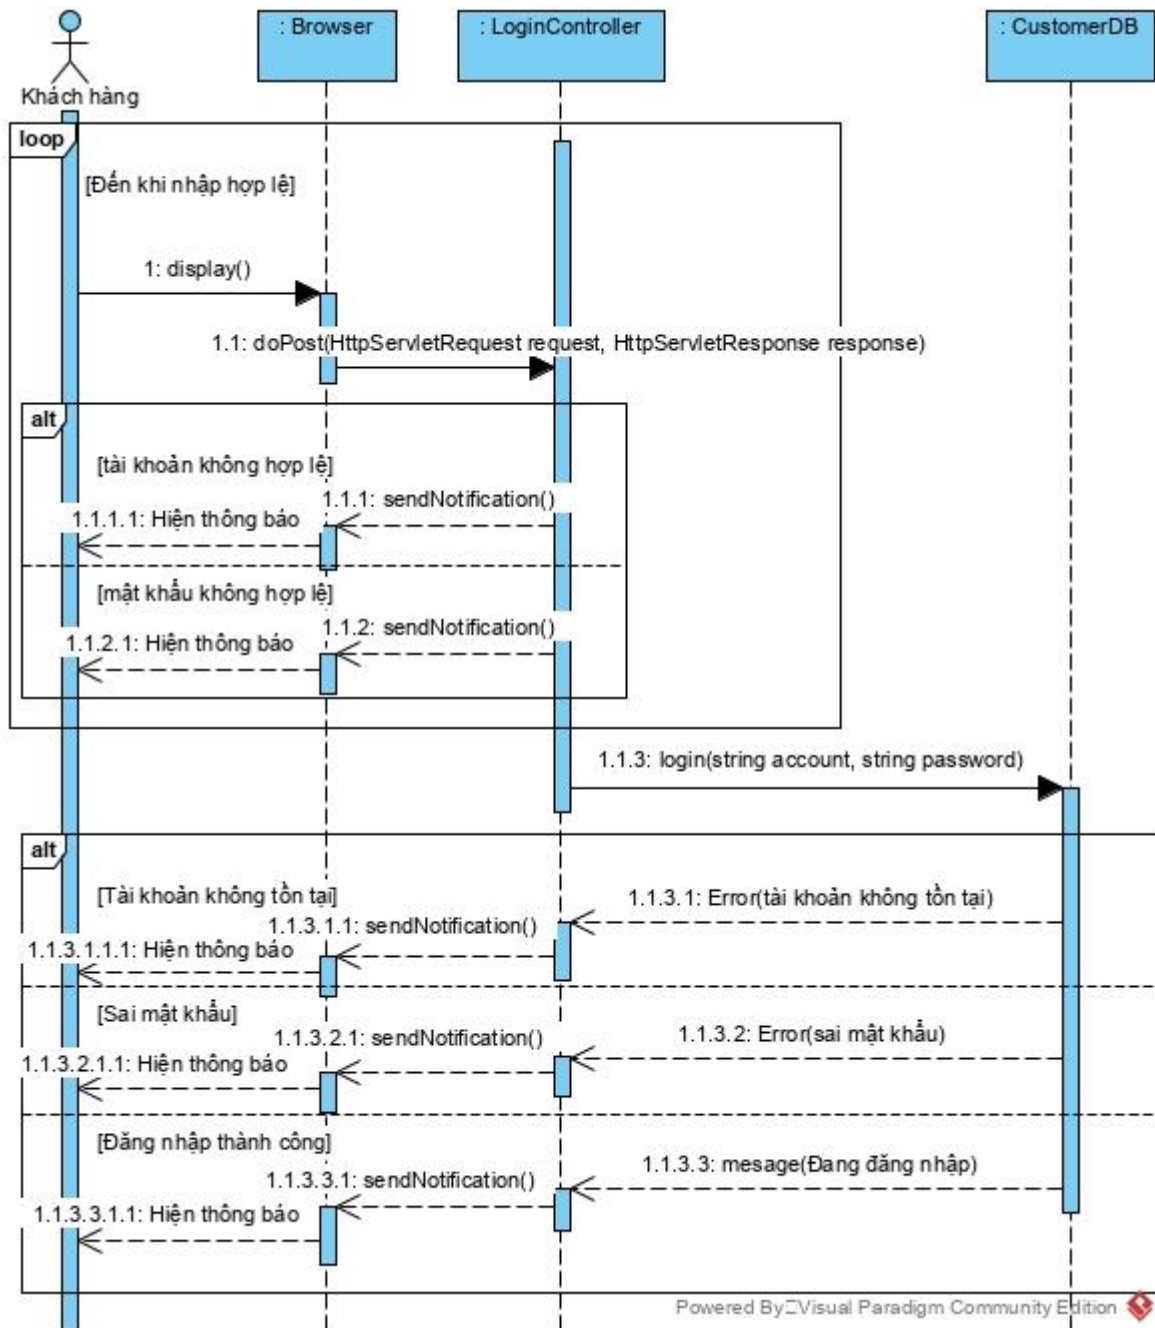 : Browser
: LoginController
: CustomerDB
Khách hàng
loop
[Đến khi nhập hợp lệ]
1: display()
1.1: doPost(HttpServletRequest request, HttpServletResponse response)
alt
[tài khoản không hợp lệ]
1.1.1: sendNotification()
1.1.1.1: Hiện thông báo
[mật khẩu không hợp lệ]
1.1.2: sendNotification()
1.1.2.1: Hiện thông báo
1.1.3: login(string account, string password)
alt
[Tài khoản không tồn tại]
1.1.3.1: Error(tài khoản không tồn tại)
1.1.3.1.1: sendNotification()
1.1.3.1.1.1: Hiện thông báo
[Sai mật khẩu]
1.1.3.2: Error(sai mật khẩu)
1.1.3.2.1: sendNotification()
1.1.3.2.1.1: Hiện thông báo
[Đăng nhập thành công]
1.1.3.3: mesage(Đang đăng nhập)
1.1.3.3.1: sendNotification()
1.1.3.3.1.1: Hiện thông báo
Powered By Visual Paradigm Community Edition